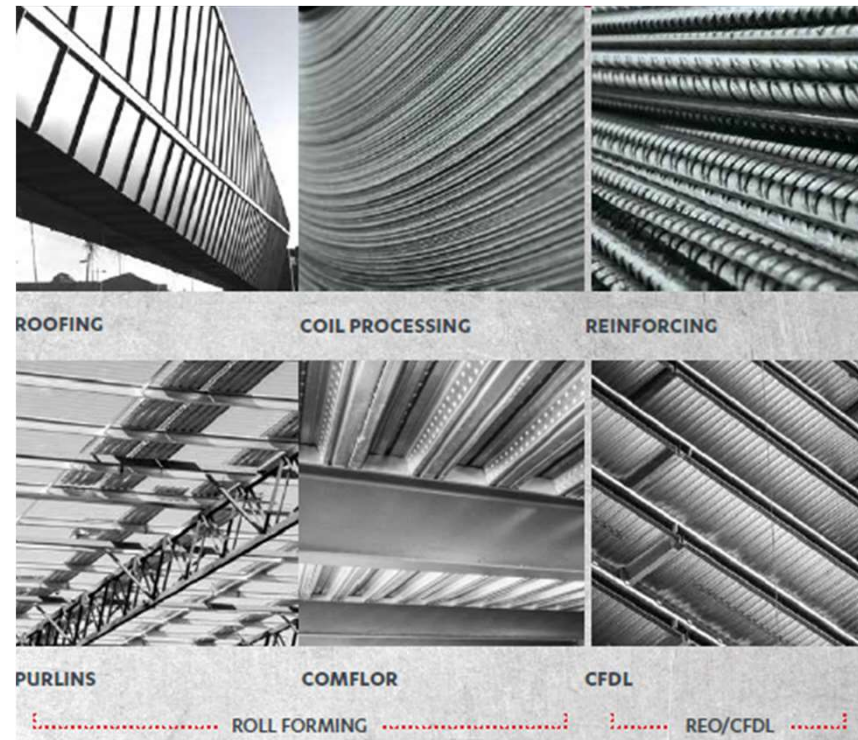 ROOFING
COIL PROCESSING
REINFORCING
PURLINS
COMFLOR
CFDL
ROLL FORMING
REO/CFDL